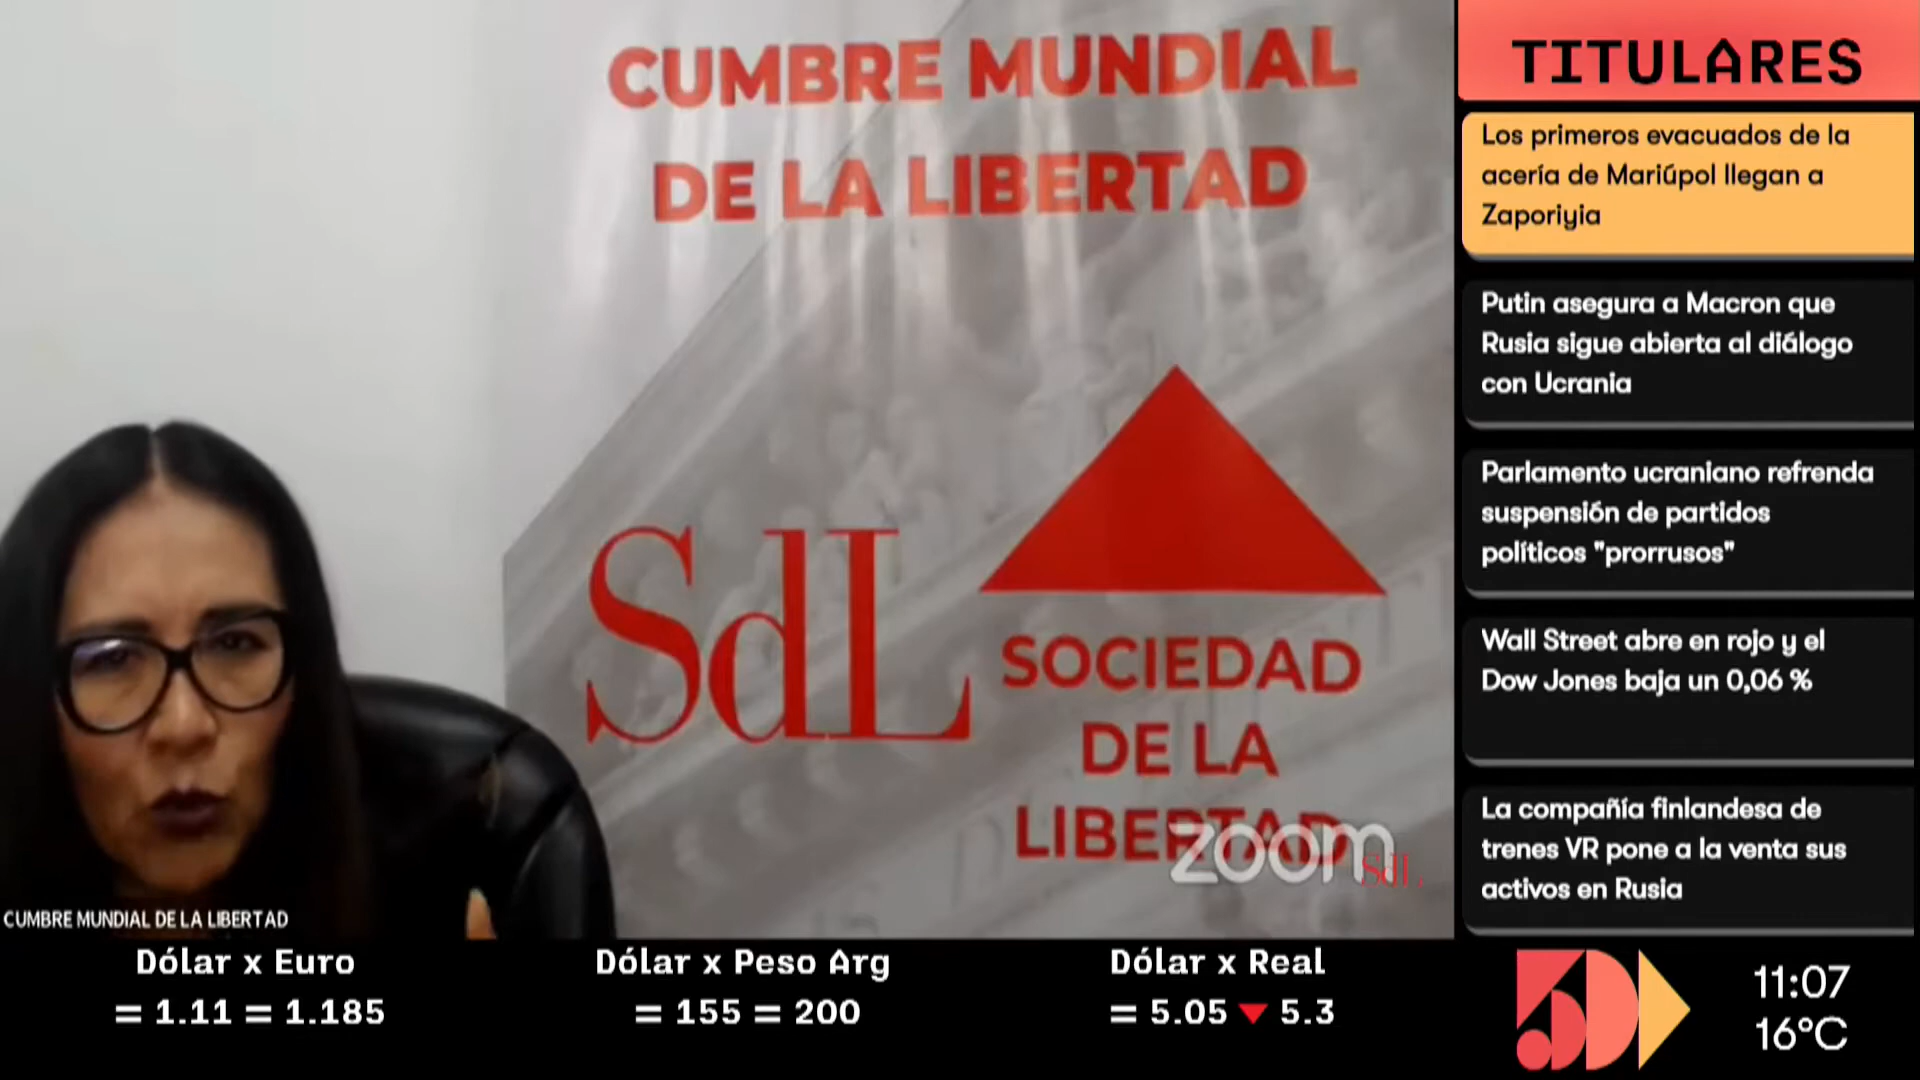 CUMBRE MUNDIAL
DE LA LIBERTAD
SdL
SOCIEDAD
DE LA
LIBERTAD
zoom
SdL
CUMBRE MUNDIAL DE LA LIBERTAD
TITULARES
Los primeros evacuados de la
acería de Mariúpol llegan a
Zaporiyia
Putin asegura a Macron que
Rusia sigue abierta al diálogo
con Ucrania
Parlamento ucraniano refrenda
suspensión de partidos
políticos "prorrusos"
Wall Street abre en rojo y el
Dow Jones baja un 0,06 %
La compañía finlandesa de
trenes VR pone a la venta sus
activos en Rusia
Dólar x Euro
= 1.11 = 1.185
Dólar x Peso Arg
= 155 = 200
Dólar x Real
= 5.05 ▼ 5.3
5D
11:07
16°C